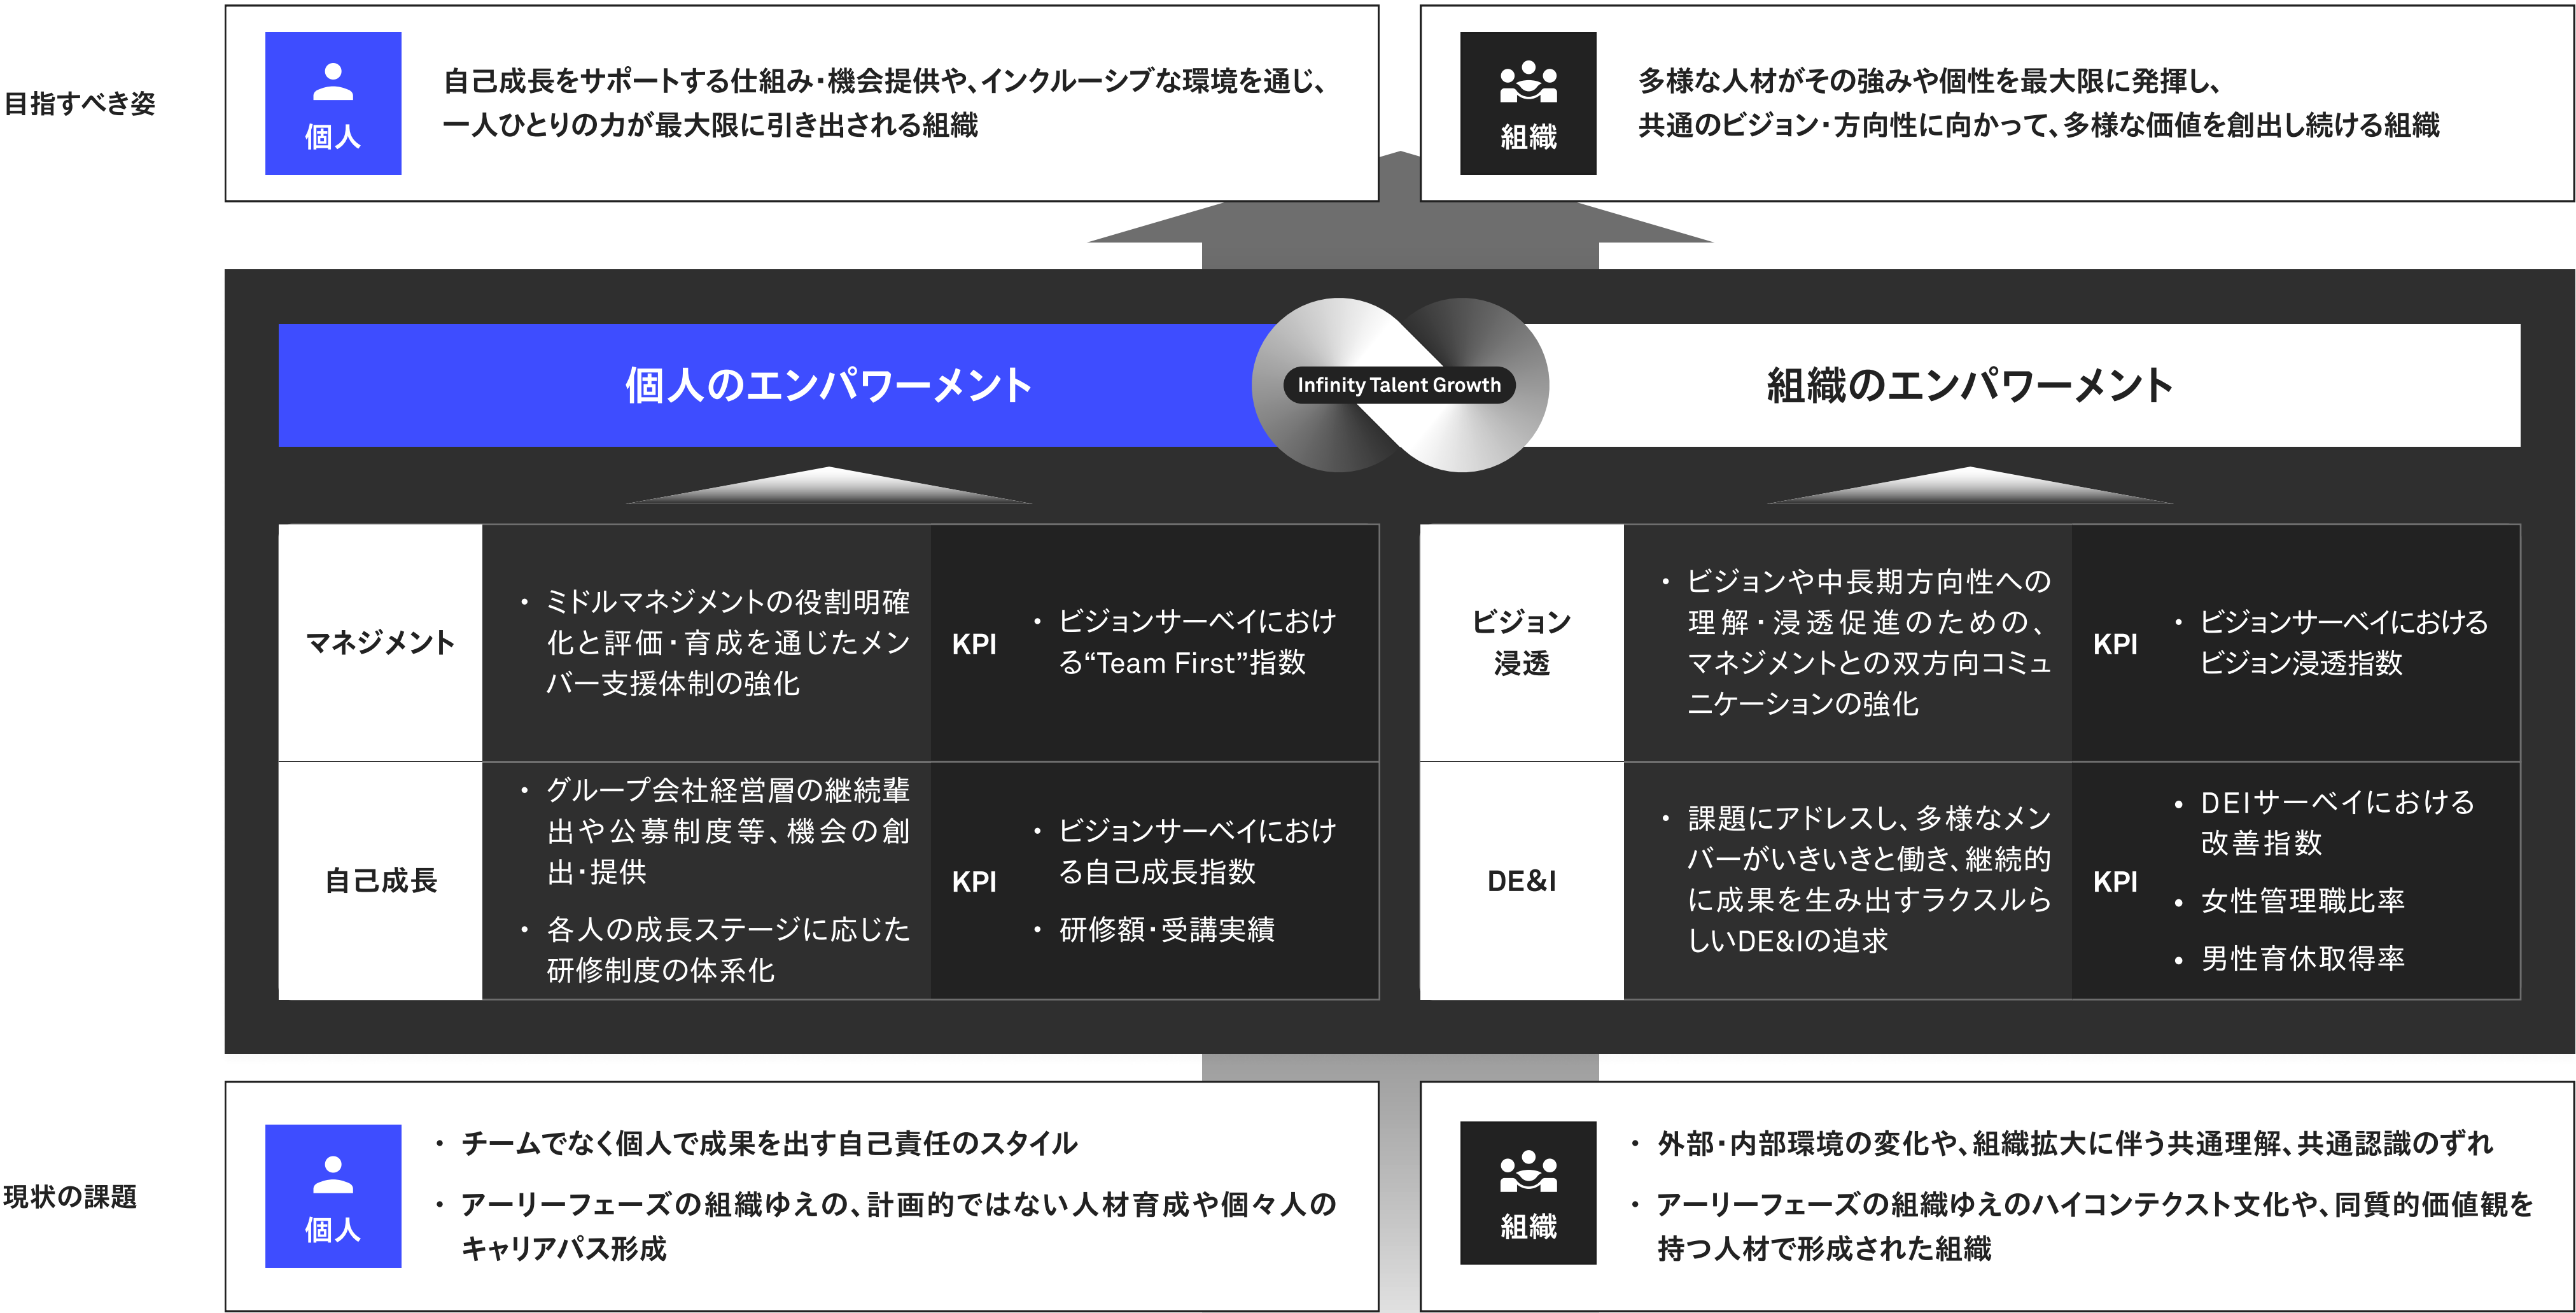 目指すべき姿
個人
自己成長をサポートする仕組み・機会提供や、インクルーシブな環境を通じ、
一人ひとりの力が最大限に引き出される組織
組織
多様な人材がその強みや個性を最大限に発揮し、
共通のビジョン・方向性に向かって、多様な価値を創出し続ける組織
個人のエンパワーメント
Infinity Talent Growth
組織のエンパワーメント
マネジメント
・ミドルマネジメントの役割明確
化と評価・育成を通じたメン
バー支援体制の強化
KPI
・ビジョンサーベイにおけ
る“Team First”指数
自己成長
・グループ会社経営層の継続輩
出や公募制度等、機会の創
出・提供
・各人の成長ステージに応じた
研修制度の体系化
KPI
・ビジョンサーベイにおけ
る自己成長指数
・研修額・受講実績
ビジョン
浸透
・ビジョンや中長期方向性への
理解・浸透促進のための、
マネジメントとの双方向コミュ
ニケーションの強化
KPI
・ビジョンサーベイにおける
ビジョン浸透指数
DE&I
・課題にアドレスし、多様なメン
バーがいきいきと働き、継続的
に成果を生み出すラクスルら
しいDE&Iの追求
KPI
・DEIサーベイにおける
改善指数
・女性管理職比率
・男性育休取得率
現状の課題
個人
・チームでなく個人で成果を出す自己責任のスタイル
・アーリーフェーズの組織ゆえの、計画的ではない人材育成や個々人の
キャリアパス形成
組織
・外部・内部環境の変化や、組織拡大に伴う共通理解、共通認識のずれ
・アーリーフェーズの組織ゆえのハイコンテクスト文化や、同質的価値観を
持つ人材で形成された組織